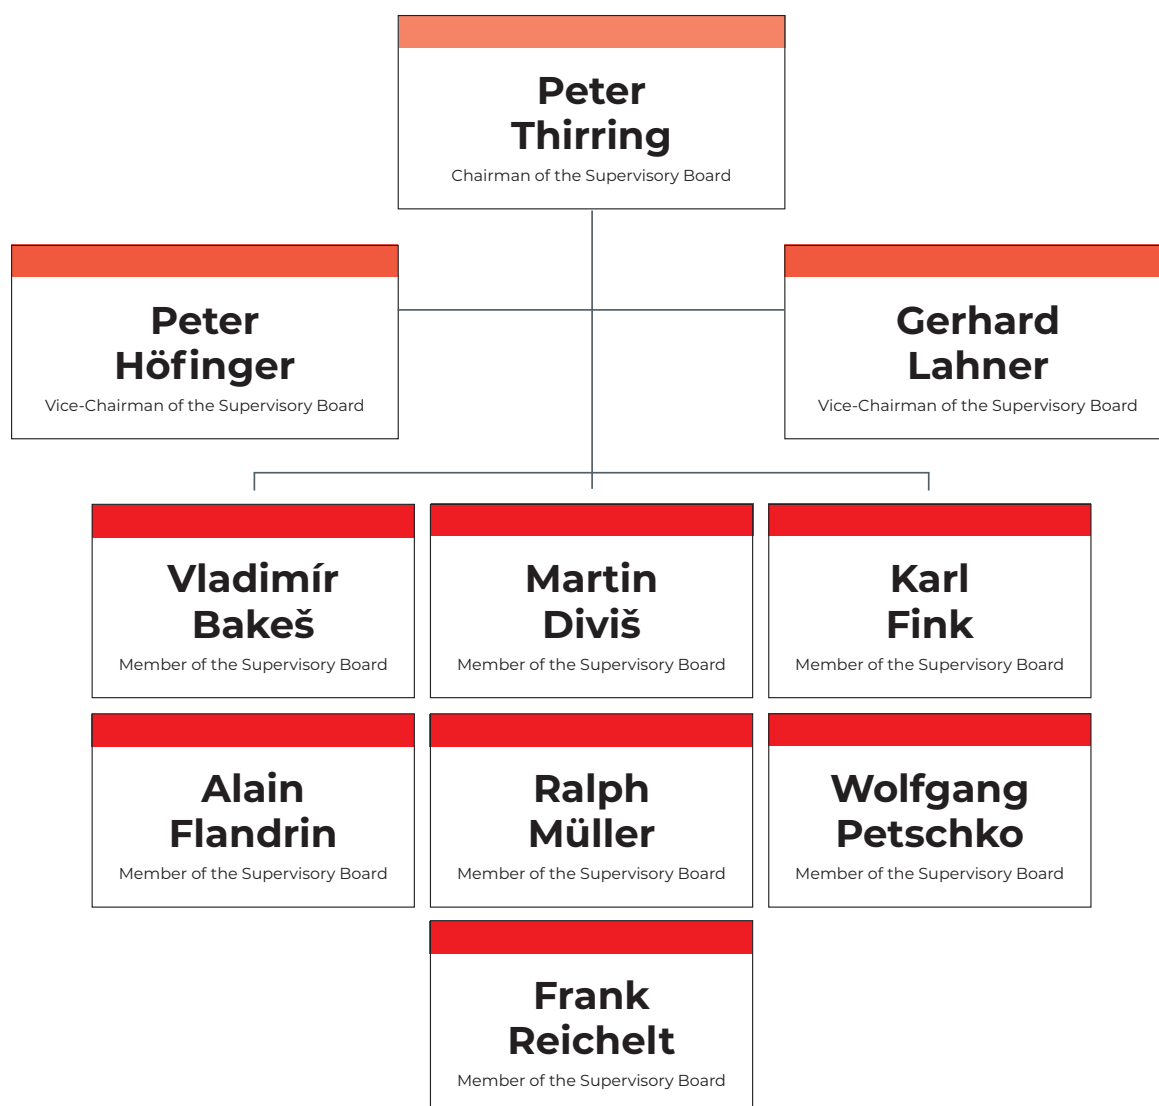 Peter
Thirring
Chairman of the Supervisory Board
Peter
Höfinger
Vice-Chairman of the Supervisory Board
Gerhard
Lahner
Vice-Chairman of the Supervisory Board
Vladimír
Bakeš
Member of the Supervisory Board
Martin
Diviš
Member of the Supervisory Board
Karl
Fink
Member of the Supervisory Board
Alain
Flandrin
Member of the Supervisory Board
Ralph
Müller
Member of the Supervisory Board
Wolfgang
Petschko
Member of the Supervisory Board
Frank
Reichelt
Member of the Supervisory Board